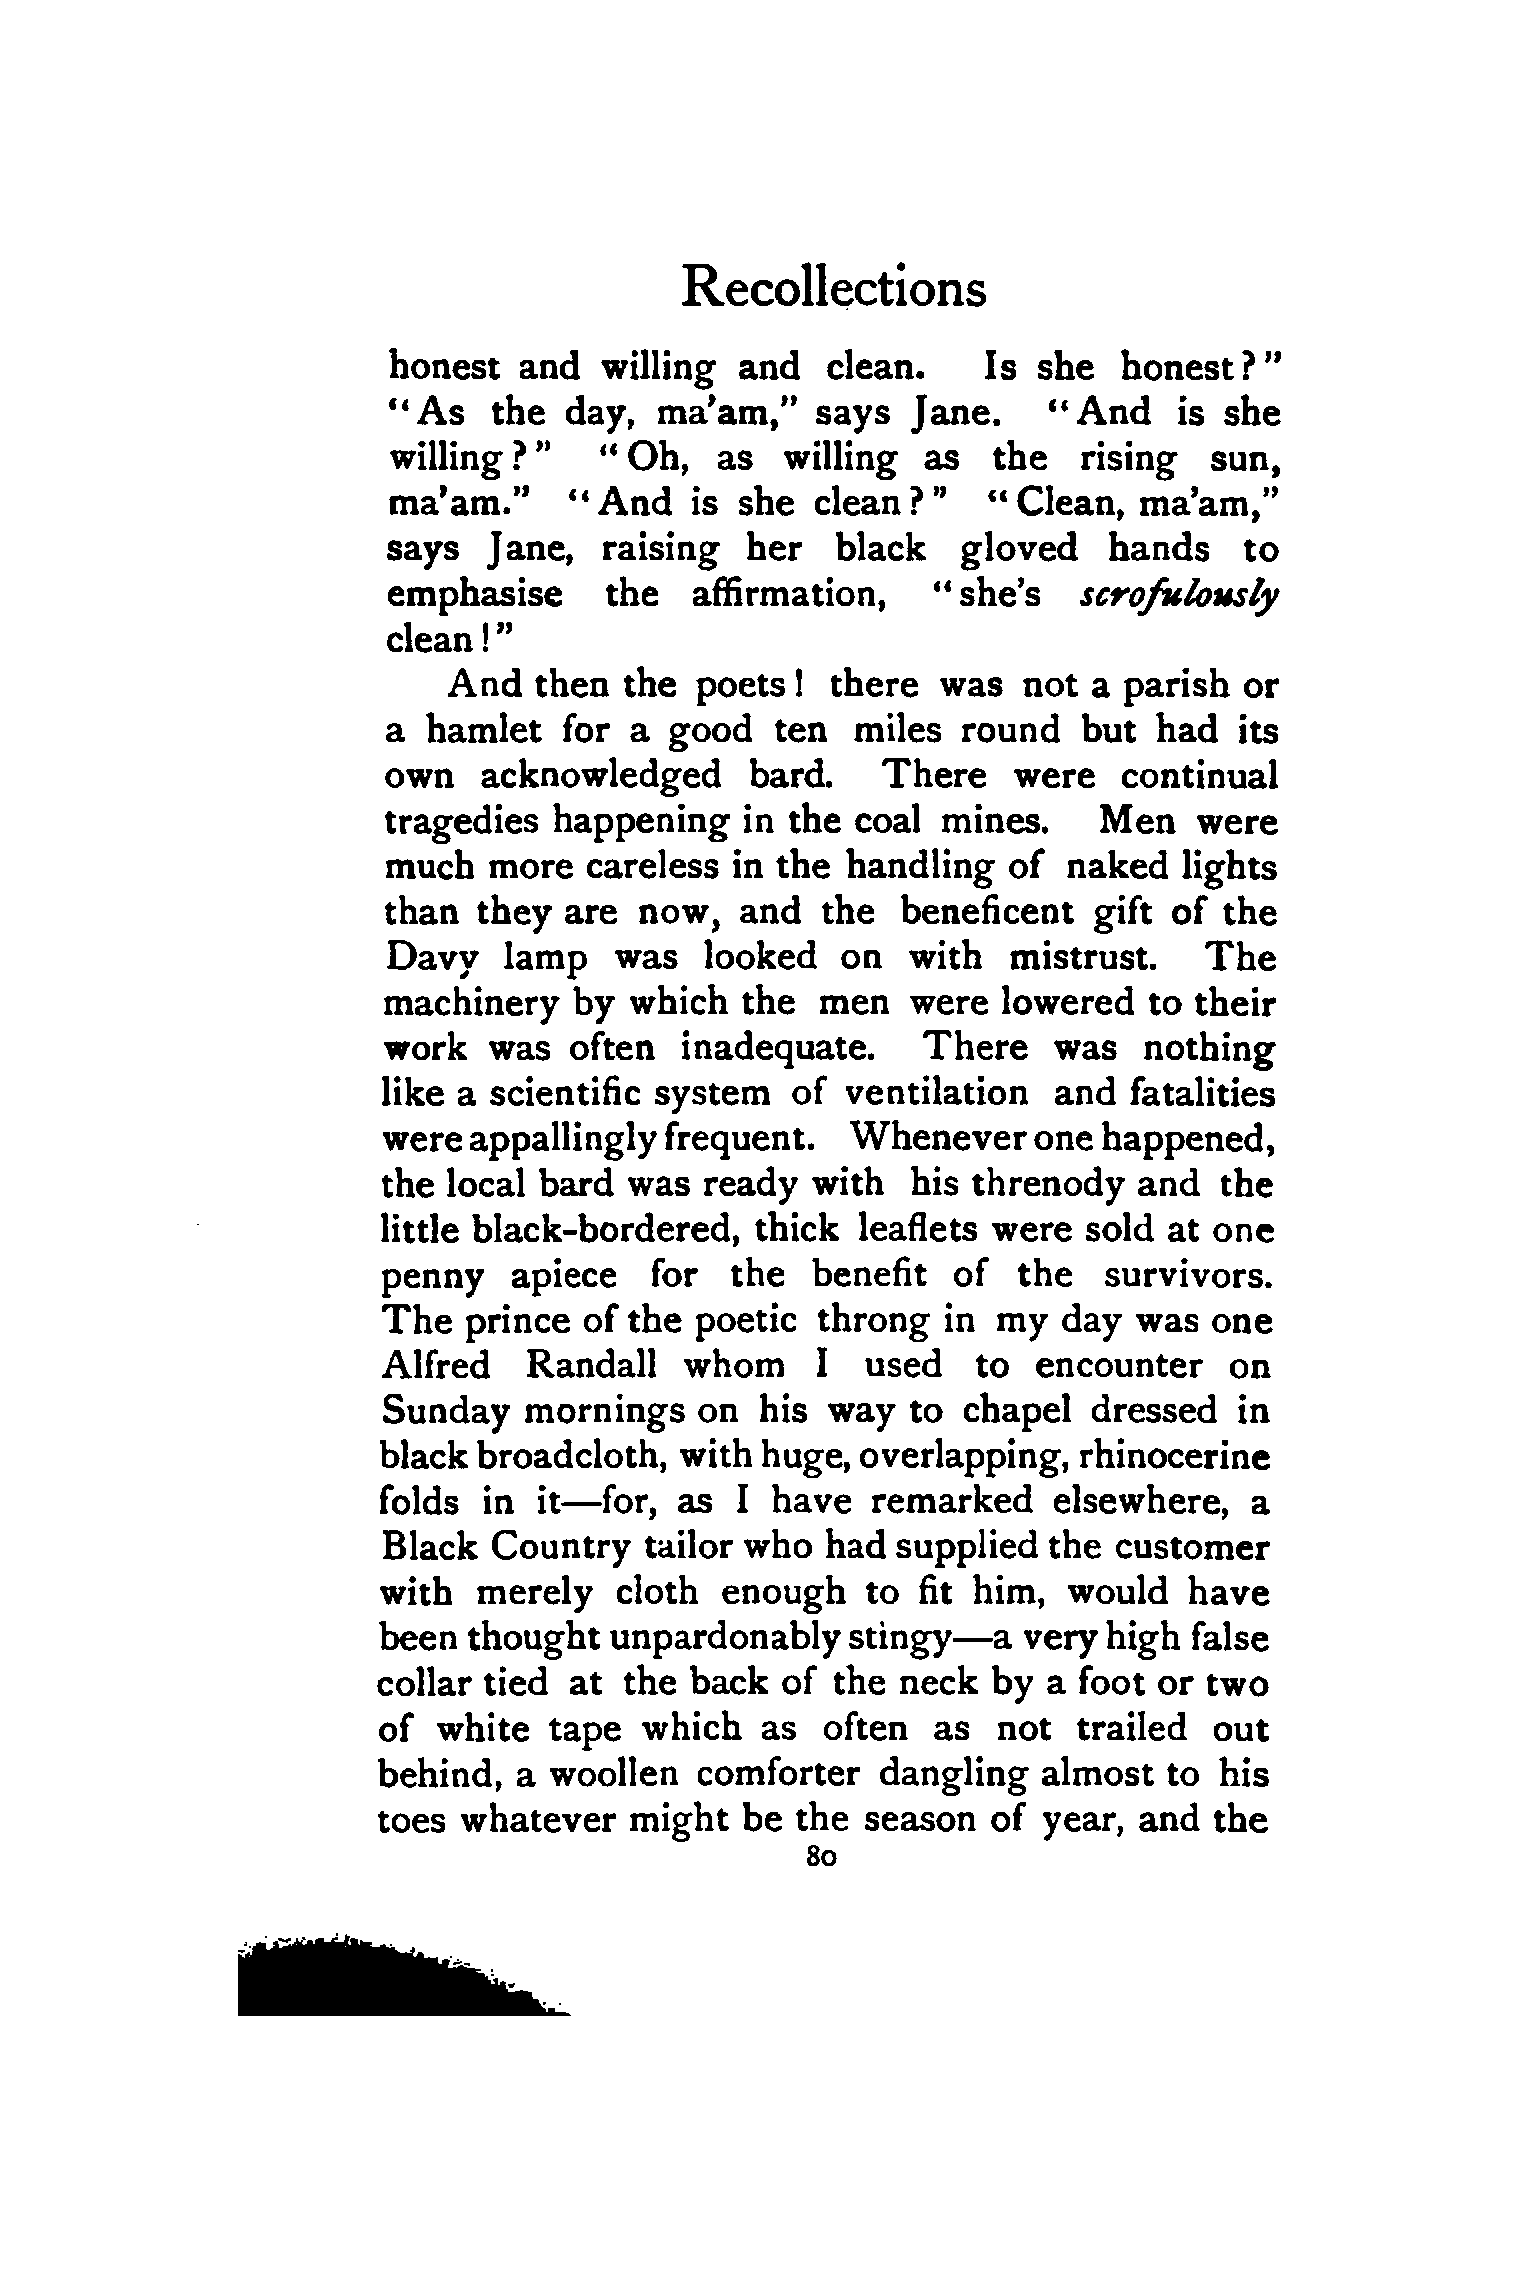 Recollections
honest and willing and clean. Is she honest?"
"As the day, ma'am," says Jane. "And is she
willing?" "Oh, as willing as the rising sun,
ma'am." "And is she clean?" "Clean, ma'am,"
says Jane, raising her black gloved hands to
emphasise the affirmation, "she's scrofulously
clean!"
And then the poets! there was not a parish or
a hamlet for a good ten miles round but had its
own acknowledged bard. There were continual
tragedies happening in the coal mines. Men were
much more careless in the handling of naked lights
than they are now, and the beneficent gift of the
Davy lamp was looked on with mistrust. The
machinery by which the men were lowered to their
work was often inadequate. There was nothing
like a scientific system of ventilation and fatalities
were appallingly frequent. Whenever one happened,
the local bard was ready with his threnody and the
little black-bordered, thick leaflets were sold at one
penny apiece for the benefit of the survivors.
The prince of the poetic throng in my day was one
Alfred Randall whom I used to encounter on
Sunday mornings on his way to chapel dressed in
black broadcloth, with huge, overlapping, rhinocerine
folds in it—for, as I have remarked elsewhere, a
Black Country tailor who had supplied the customer
with merely cloth enough to fit him, would have
been thought unpardonably stingy—a very high false
collar tied at the back of the neck by a foot or two
of white tape which as often as not trailed out
behind, a woollen comforter dangling almost to his
toes whatever might be the season of year, and the
80